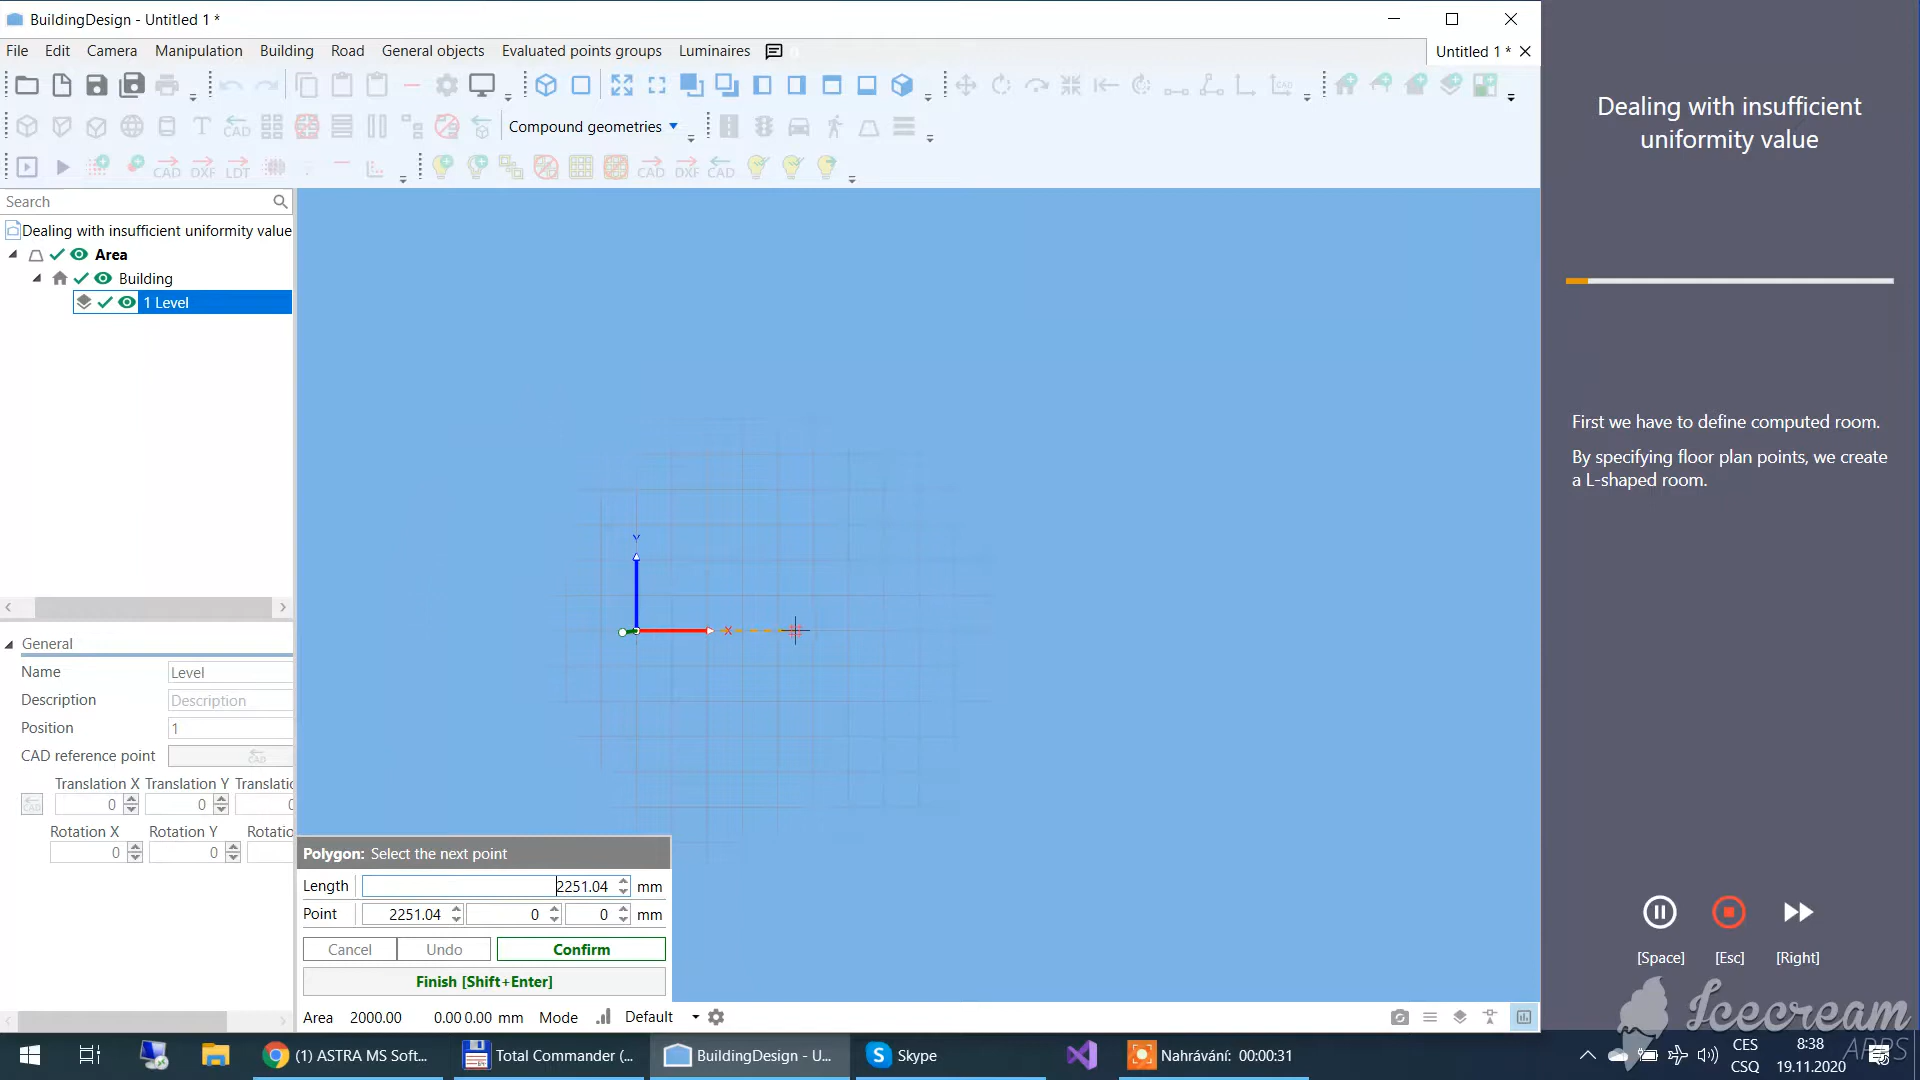 BuildingDesign - Untitled 1 *
File Edit Camera Manipulation Building Road General objects Evaluated points groups Luminaires
Untitled 1 *
CAD
Compound geometries
CAD DXF LDT CAD DXF CAD
Search
Dealing with insufficient uniformity value
Area
Building
1 Level
General
Name Level
Description Description
Position 1
CAD reference point CAD
Translation X Translation Y Translatic
CAD 0 0 0
Rotation X Rotation Y Rotatio
0 0
Y
X
Polygon: Select the next point
Length 2251.04 mm
Point 2251.04 0 0 mm
Cancel Undo Confirm
Finish [Shift+Enter]
Area 2000.00 0.00 0.00 mm Mode Default
Dealing with insufficient
uniformity value
First we have to define computed room.
By specifying floor plan points, we create
a L-shaped room.
[Space] [Esc] [Right]
Icecream
APPS
(1) ASTRA MS Soft...
Total Commander (...
BuildingDesign - U...
Skype
Nahrávání: 00:00:31
CES
CSQ
8:38
19.11.2020